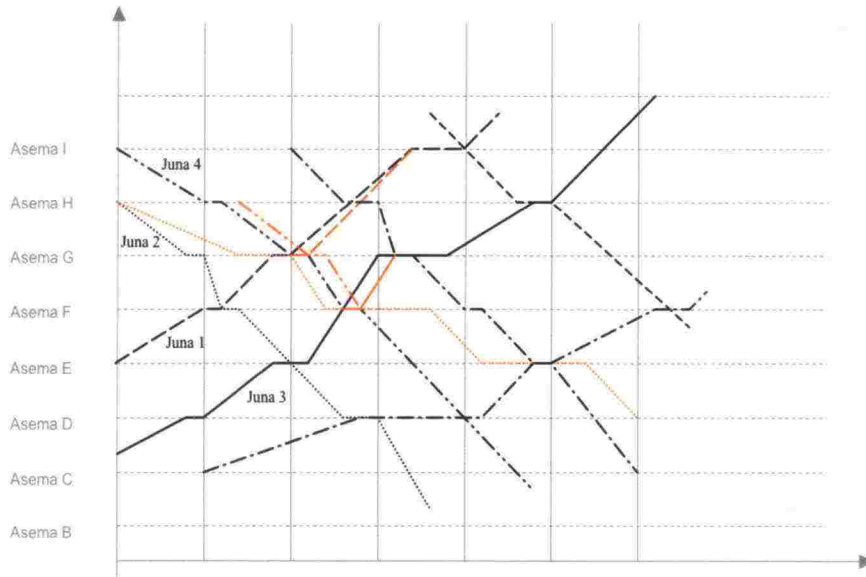 Asema I
Juna 4
Asema H
Juna 2
Asema G
Asema F
Juna 1
Asema E
Juna 3
Asema D
Asema C
Asema B